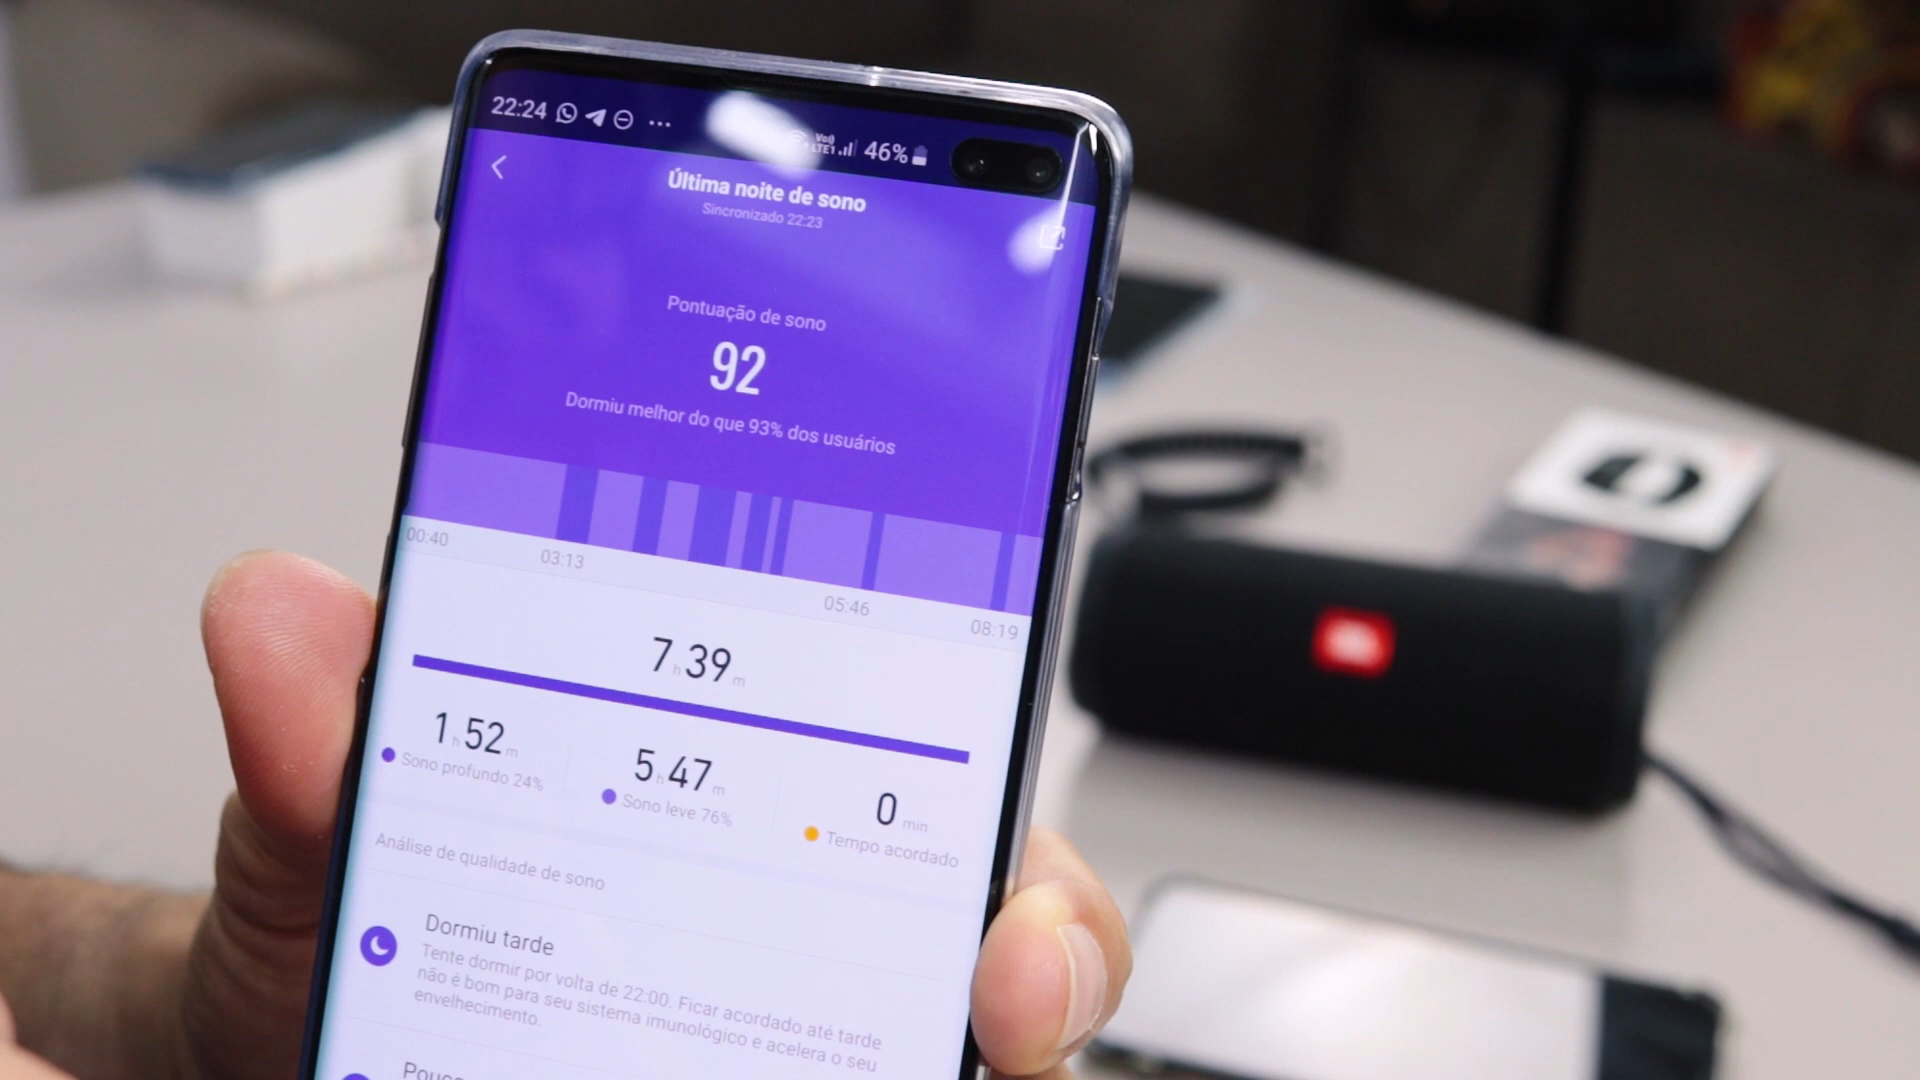 22:24 ... Vo)) LTE1 46%
Última noite de sono
Sincronizado 22:23
Pontuação de sono
92
Dormiu melhor do que 93% dos usuários
00:40 03:13 05:46 08:19
7 h 39 m
1 h 52 m 5 h 47 m 0 min
Sono profundo 24% Sono leve 76% Tempo acordado
Análise de qualidade de sono
Dormiu tarde
Tente dormir por volta de 22:00. Ficar acordado até tarde
não é bom para seu sistema imunológico e acelera o seu
envelhecimento.